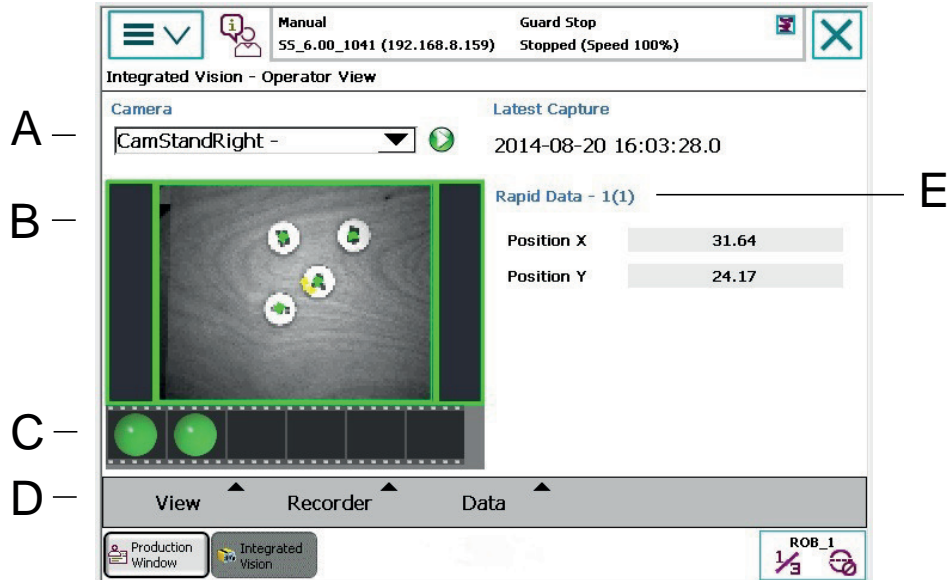 Manual
S5_6.00_1041 (192.168.8.159)
Guard Stop
Stopped (Speed 100%)
Integrated Vision - Operator View
A
Camera
CamStandRight -
Latest Capture
2014-08-20 16:03:28.0
B
Rapid Data - 1(1)
E
Position X 31.64
Position Y 24.17
C
D
View Recorder Data
Production
Window
Integrated
Vision
ROB_1
1/3